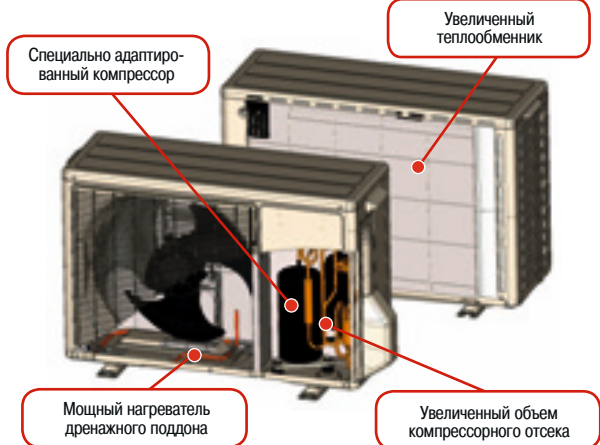 Увеличенный
теплообменник
Специально адаптиро-
ванный компрессор
Мощный нагреватель
дренажного поддона
Увеличенный объем
компрессорного отсека